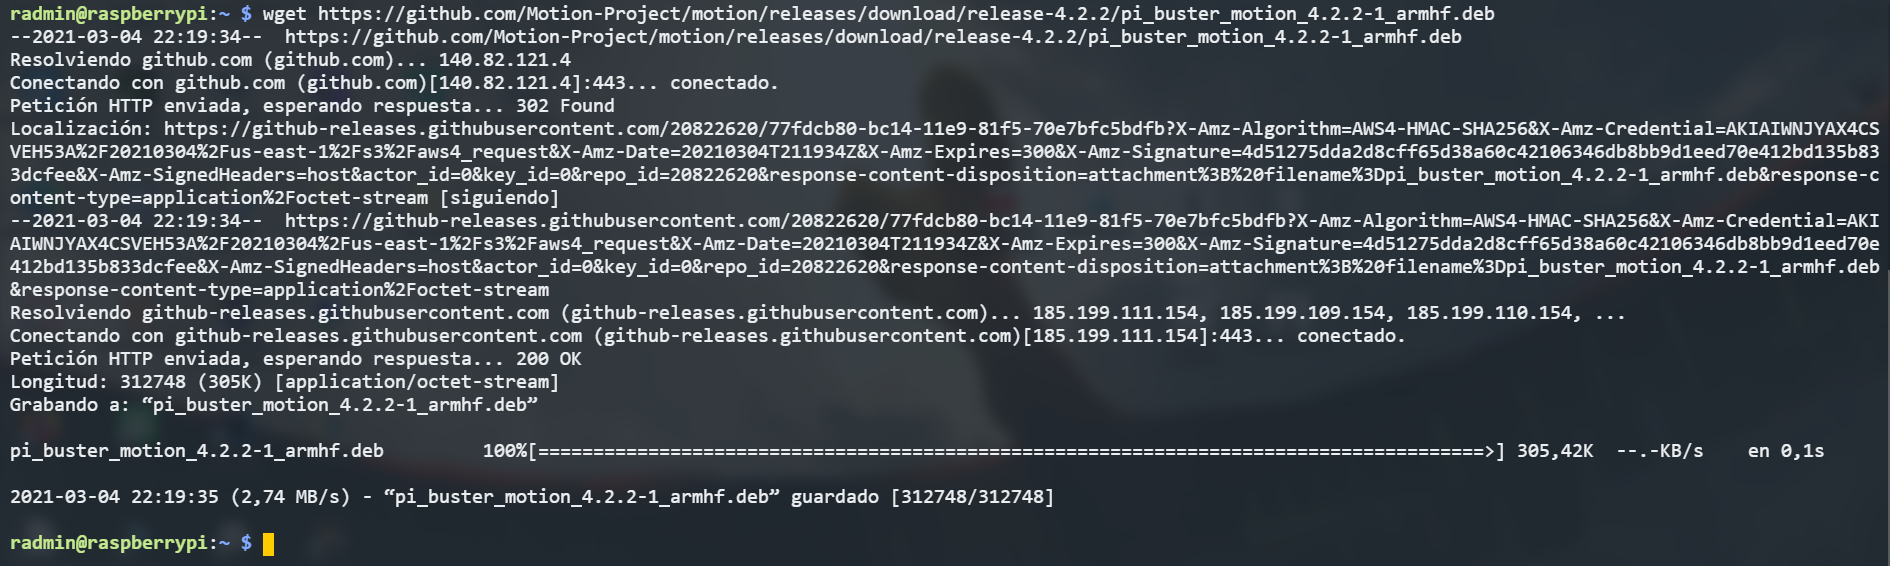 radmin@raspberrypi:~ $ wget https://github.com/Motion-Project/motion/releases/download/release-4.2.2/pi_buster_motion_4.2.2-1_armhf.deb
--2021-03-04 22:19:34--  https://github.com/Motion-Project/motion/releases/download/release-4.2.2/pi_buster_motion_4.2.2-1_armhf.deb
Resolviendo github.com (github.com)... 140.82.121.4
Conectando con github.com (github.com)[140.82.121.4]:443... conectado.
Petición HTTP enviada, esperando respuesta... 302 Found
Localización: https://github-releases.githubusercontent.com/20822620/77fdcb80-bc14-11e9-81f5-70e7bfc5bdfb?X-Amz-Algorithm=AWS4-HMAC-SHA256&X-Amz-Credential=AKIAIWNJYAX4CS
VEH53A%2F20210304%2Fus-east-1%2Fs3%2Faws4_request&X-Amz-Date=20210304T211934Z&X-Amz-Expires=300&X-Amz-Signature=4d51275dda2d8cff65d38a60c42106346db8bb9d1eed70e412bd135b83
3dcfee&X-Amz-SignedHeaders=host&actor_id=0&key_id=0&repo_id=20822620&response-content-disposition=attachment%3B%20filename%3Dpi_buster_motion_4.2.2-1_armhf.deb&response-c
ontent-type=application%2Foctet-stream [siguiendo]
--2021-03-04 22:19:34--  https://github-releases.githubusercontent.com/20822620/77fdcb80-bc14-11e9-81f5-70e7bfc5bdfb?X-Amz-Algorithm=AWS4-HMAC-SHA256&X-Amz-Credential=AKI
AIWNJYAX4CSVEH53A%2F20210304%2Fus-east-1%2Fs3%2Faws4_request&X-Amz-Date=20210304T211934Z&X-Amz-Expires=300&X-Amz-Signature=4d51275dda2d8cff65d38a60c42106346db8bb9d1eed70e
412bd135b833dcfee&X-Amz-SignedHeaders=host&actor_id=0&key_id=0&repo_id=20822620&response-content-disposition=attachment%3B%20filename%3Dpi_buster_motion_4.2.2-1_armhf.deb
&response-content-type=application%2Foctet-stream
Resolviendo github-releases.githubusercontent.com (github-releases.githubusercontent.com)... 185.199.111.154, 185.199.109.154, 185.199.110.154, ...
Conectando con github-releases.githubusercontent.com (github-releases.githubusercontent.com)[185.199.111.154]:443... conectado.
Petición HTTP enviada, esperando respuesta... 200 OK
Longitud: 312748 (305K) [application/octet-stream]
Grabando a: “pi_buster_motion_4.2.2-1_armhf.deb”
pi_buster_motion_4.2.2-1_armhf.deb         100%[======================================================================================>] 305,42K  --.-KB/s    en 0,1s
2021-03-04 22:19:35 (2,74 MB/s) - “pi_buster_motion_4.2.2-1_armhf.deb” guardado [312748/312748]
radmin@raspberrypi:~ $